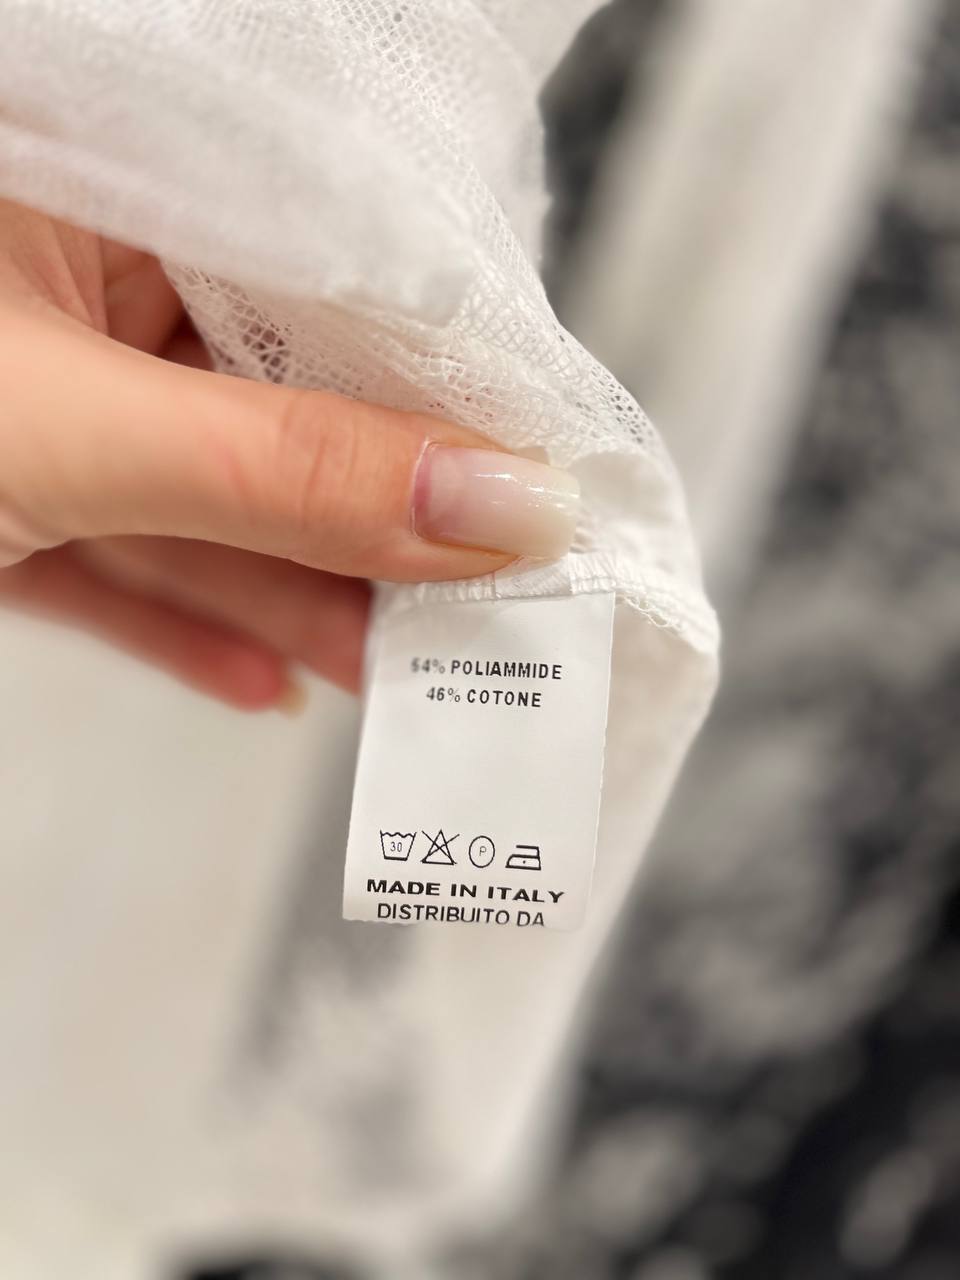 54% POLIAMMIDE
46% COTONE
30 P
MADE IN ITALY
DISTRIBUITO DA